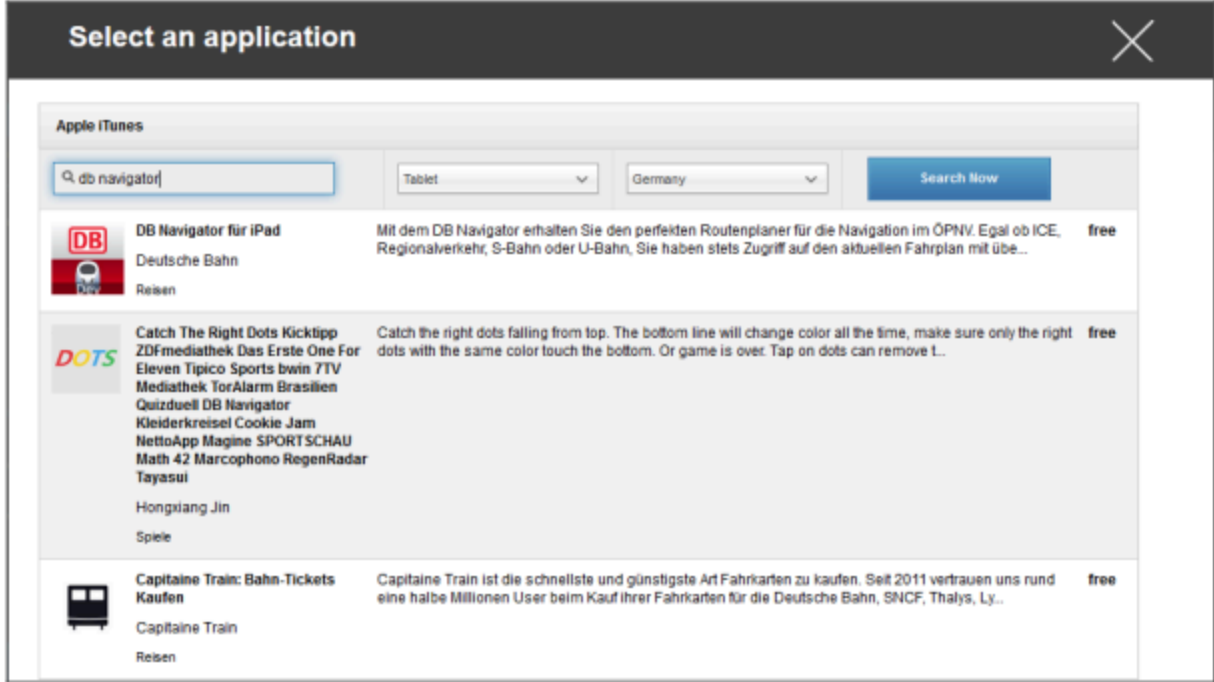 Select an application
Apple iTunes
db navigator
Tablet
Germany
Search Now
DB
Dev
DB Navigator für iPad
Deutsche Bahn
Reisen
Mit dem DB Navigator erhalten Sie den perfekten Routenplaner für die Navigation im ÖPNV. Egal ob ICE,
Regionalverkehr, S-Bahn oder U-Bahn, Sie haben stets Zugriff auf den aktuellen Fahrplan mit übe...
free
DOTS
Catch The Right Dots Kicktipp
ZDFmediathek Das Erste One For
Eleven Tipico Sports bwin 7TV
Mediathek TorAlarm Brasilien
Quizduell DB Navigator
Kleiderkreisel Cookie Jam
NettoApp Magine SPORTSCHAU
Math 42 Marcophono RegenRadar
Tayasui
Hongxiang Jin
Spiele
Catch the right dots falling from top. The bottom line will change color all the time, make sure only the right
dots with the same color touch the bottom. Or game is over. Tap on dots can remove t...
free
Capitaine Train: Bahn-Tickets
Kaufen
Capitaine Train
Reisen
Capitaine Train ist die schnellste und günstigste Art Fahrkarten zu kaufen. Seit 2011 vertrauen uns rund
eine halbe Millionen User beim Kauf ihrer Fahrkarten für die Deutsche Bahn, SNCF, Thalys, Ly...
free